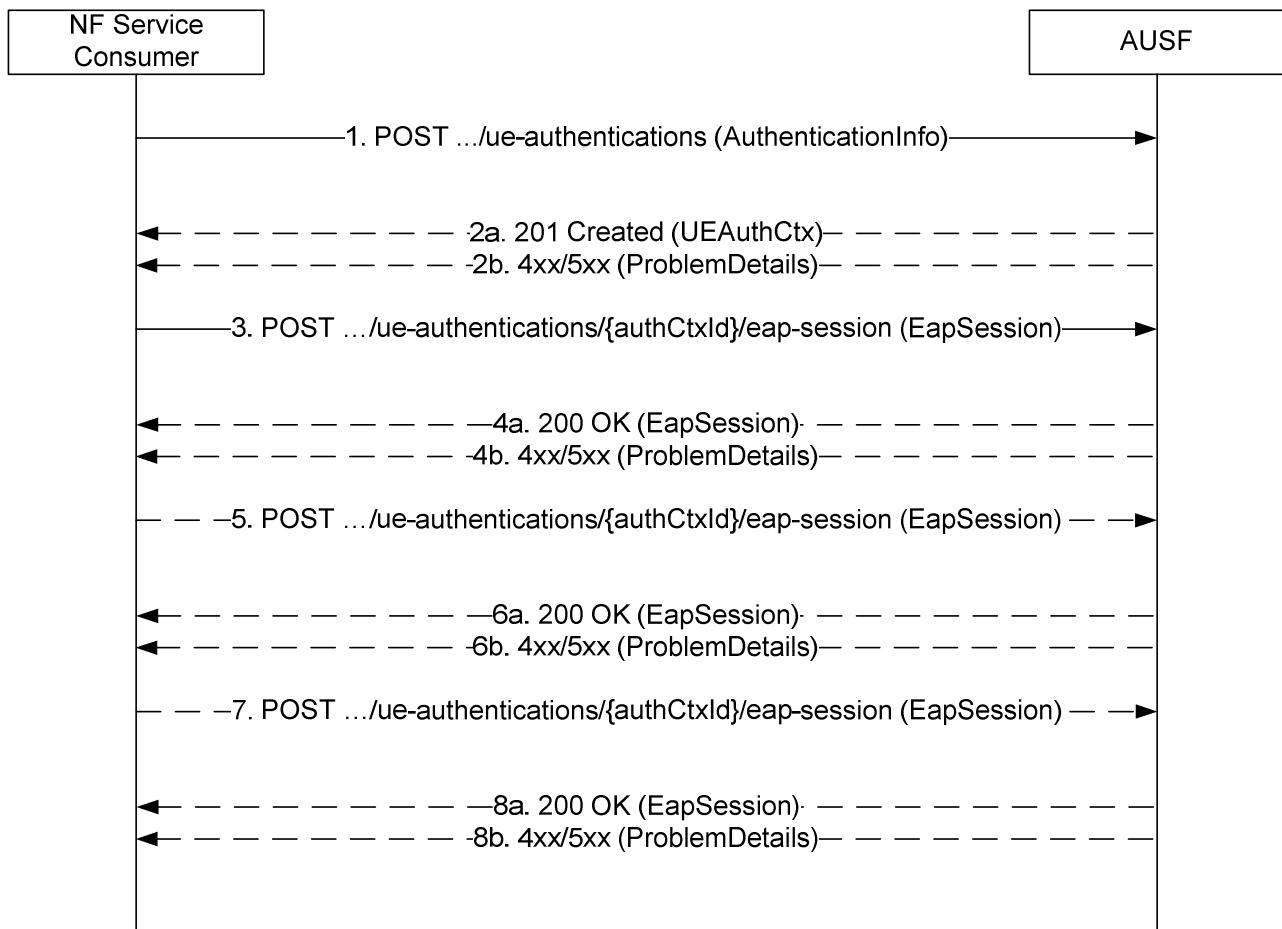 NF Service
Consumer
AUSF
1. POST .../ue-authentications (AuthenticationInfo)
2a. 201 Created (UEAuthCtx)
2b. 4xx/5xx (ProblemDetails)
3. POST .../ue-authentications/{authCtxId}/eap-session (EapSession)
4a. 200 OK (EapSession)
4b. 4xx/5xx (ProblemDetails)
5. POST .../ue-authentications/{authCtxId}/eap-session (EapSession)
6a. 200 OK (EapSession)
6b. 4xx/5xx (ProblemDetails)
7. POST .../ue-authentications/{authCtxId}/eap-session (EapSession)
8a. 200 OK (EapSession)
8b. 4xx/5xx (ProblemDetails)